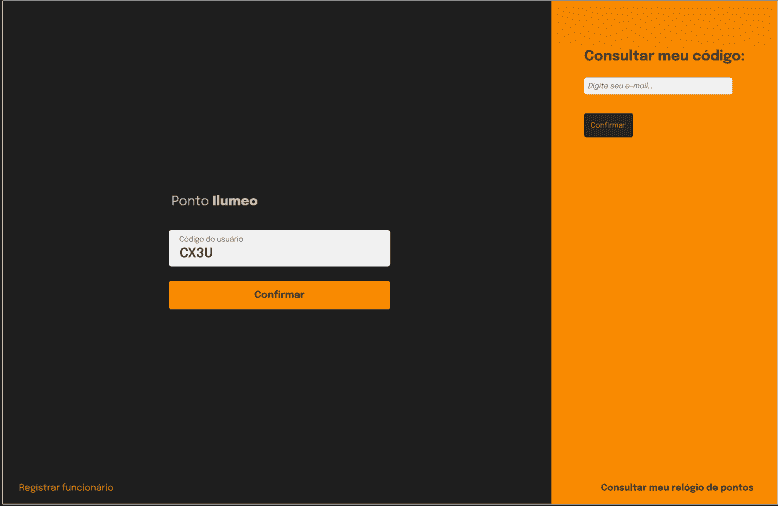 Ponto Ilumeo
Código do usuário
CX3U
Confirmar
Registrar funcionário
Consultar meu código:
Digite seu e-mail..
Confirmar
Consultar meu relógio de pontos